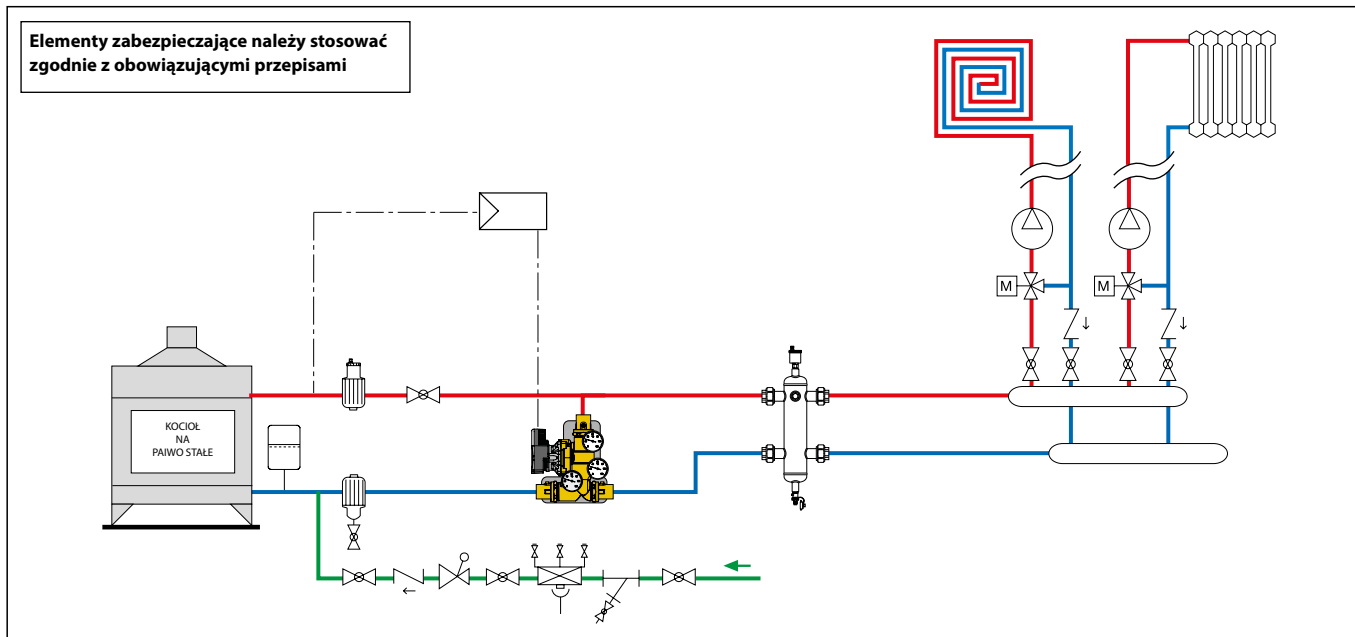 Elementy zabezpieczające należy stosować
zgodnie z obowiązującymi przepisami
M
M
KOCIOŁ
NA
PAIWO STAŁE